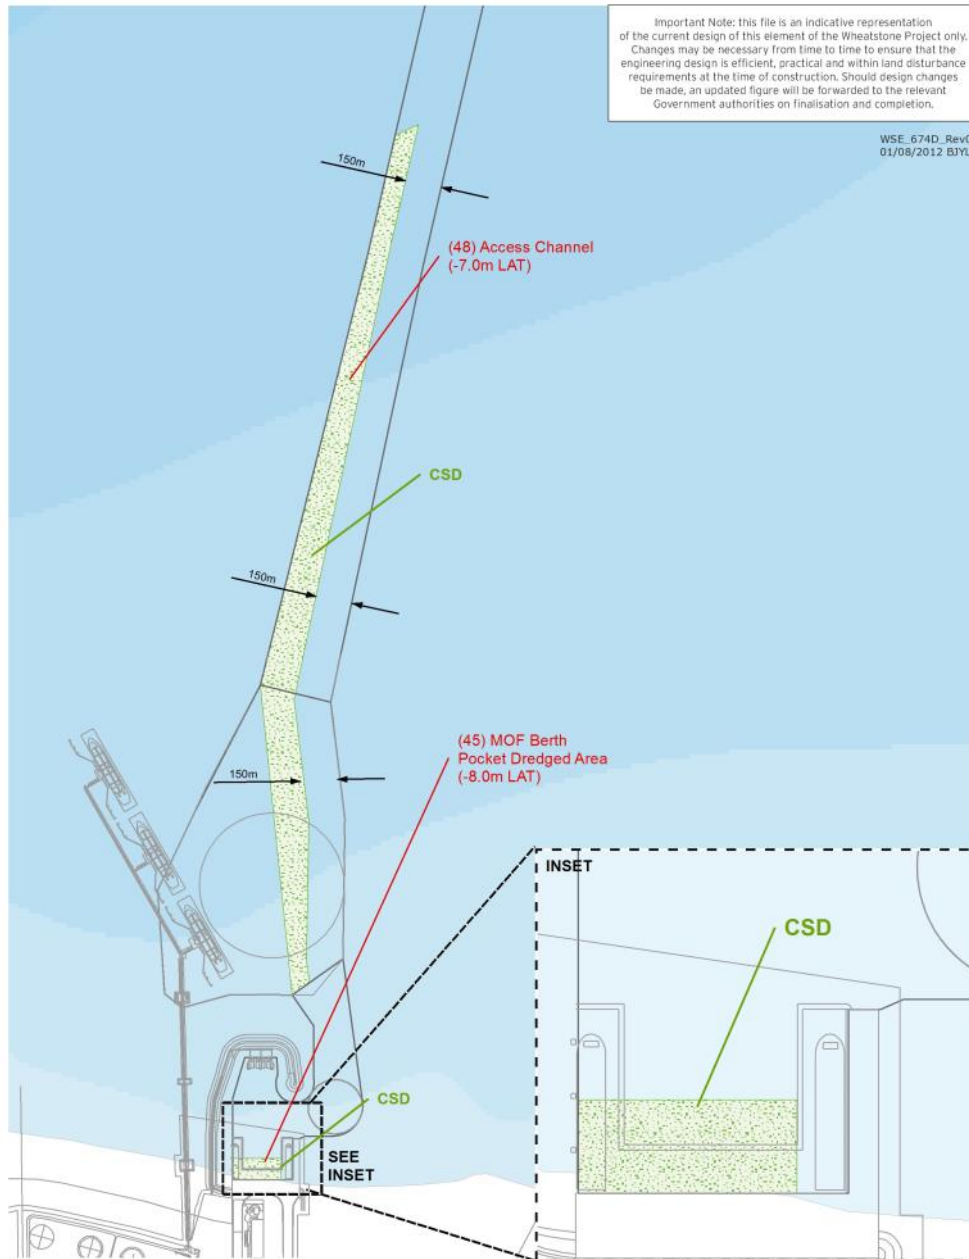 Important Note: this file is an indicative representation
of the current design of this element of the Wheatstone Project only.
Changes may be necessary from time to time to ensure that the
engineering design is efficient, practical and within land disturbance
requirements at the time of construction. Should design changes
be made, an updated figure will be forwarded to the relevant
Government authorities on finalisation and completion.
WSE_674D_Rev0
01/08/2012 BJYL
150m
(48) Access Channel
(-7.0m LAT)
CSD
150m
(45) MOF Berth
Pocket Dredged Area
(-8.0m LAT)
150m
INSET
CSD
CSD
SEE
INSET